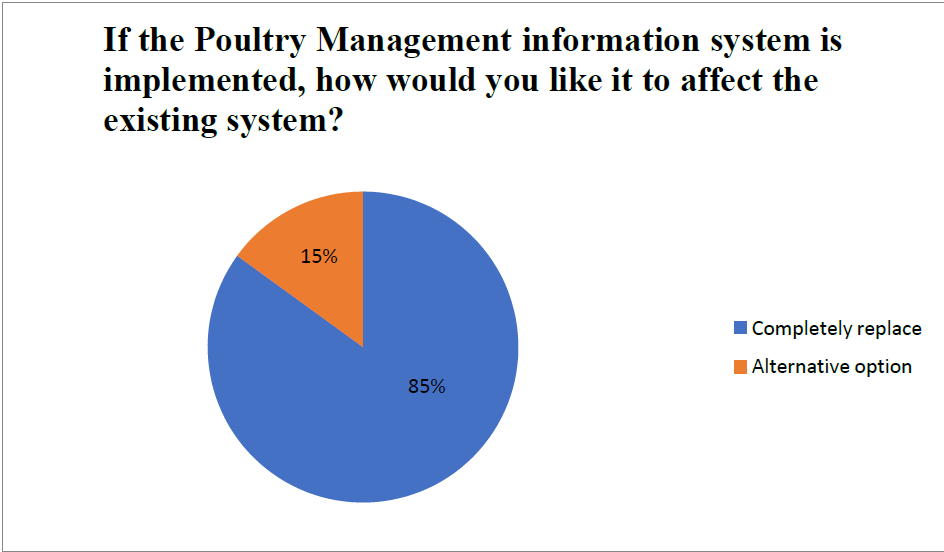 If the Poultry Management information system is
implemented, how would you like it to affect the
existing system?
15%
85%
Completely replace
Alternative option